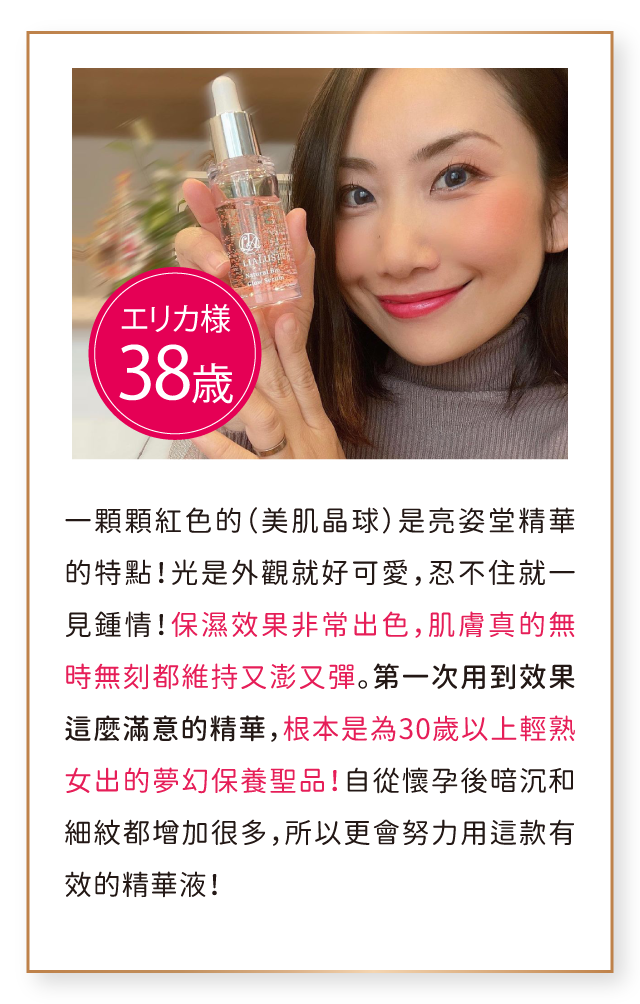 LIALUSTER
Natural Bio
Glow Serum
エリカ様
38歳
一顆顆紅色的（美肌晶球）是亮姿堂精華
的特點！光是外觀就好可愛，忍不住就一
見鍾情！保濕效果非常出色，肌膚真的無
時無刻都維持又澎又彈。第一次用到效果
這麼滿意的精華，根本是為30歲以上輕熟
女出的夢幻保養聖品！自從懷孕後暗沉和
細紋都增加很多，所以更會努力用這款有
效的精華液！